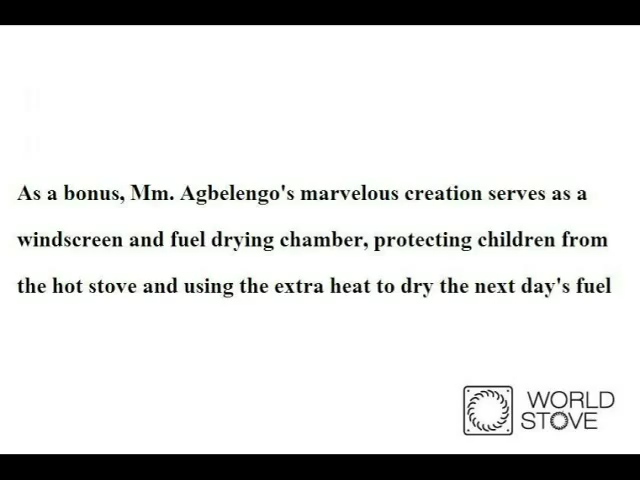 As a bonus, Mm. Agbelengo's marvelous creation serves as a
windscreen and fuel drying chamber, protecting children from
the hot stove and using the extra heat to dry the next day's fuel
WORLD
STOVE